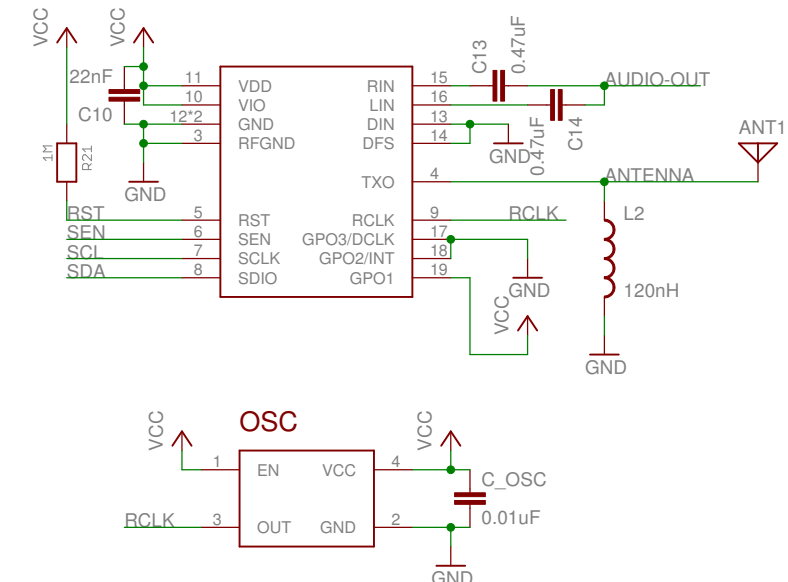 VCC
VCC
22nF
C10
1M
R21
GND
RST
SEN
SCL
SDA
11
10
12*2
3
5
6
7
8
VDD
VIO
GND
RFGND
RST
SEN
SCLK
SDIO
RIN
LIN
DIN
DFS
TXO
RCLK
GPO3/DCLK
GPO2/INT
GPO1
15
16
13
14
4
9
17
18
19
C13
0.47uF
0.47uF
C14
GND
AUDIO-OUT
ANT1
ANTENNA
RCLK
L2
120nH
GND
GND
VCC
OSC
VCC
1
EN
RCLK
3
OUT
VCC
GND
4
2
VCC
C_OSC
0.01uF
GND